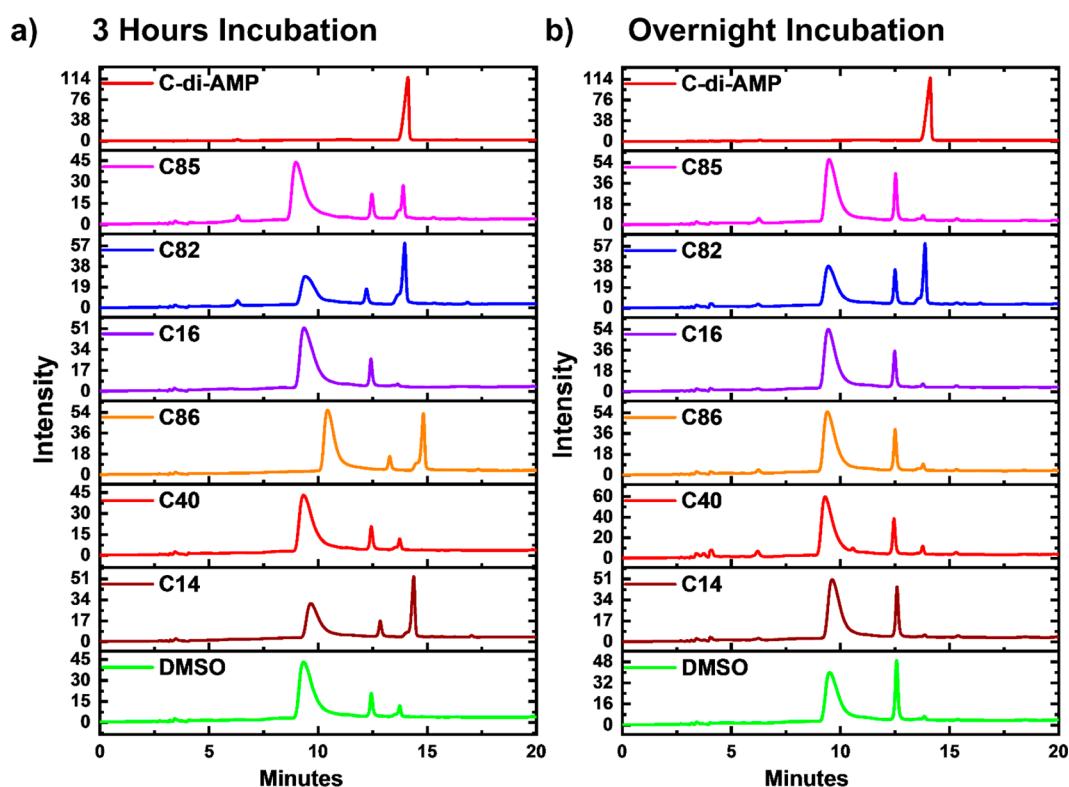 a) 3 Hours Incubation
b) Overnight Incubation
Intensity
C-di-AMP
114
76
38
0
C85
45
30
15
0
C82
57
38
19
0
C16
51
34
17
0
C86
54
36
18
0
C40
45
30
15
0
C14
51
34
17
0
DMSO
45
30
15
0
0 5 10 15 20
Minutes
Intensity
C-di-AMP
114
76
38
0
C85
54
36
18
0
C82
57
38
19
0
C16
54
36
18
0
C86
54
36
18
0
C40
60
40
20
0
C14
51
34
17
0
DMSO
48
32
16
0
0 5 10 15 20
Minutes